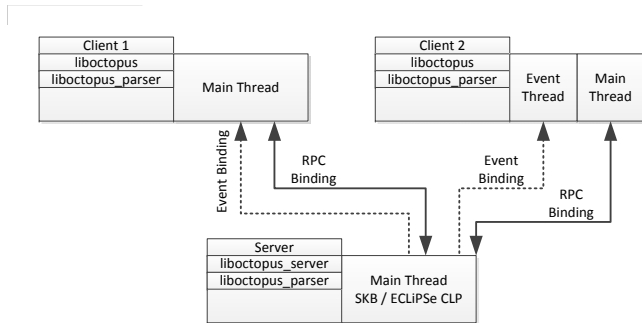 Client 1
liboctopus
liboctopus_parser
Main Thread
Client 2
liboctopus
liboctopus_parser
Event
Thread
Main
Thread
Event Binding
RPC
Binding
Event
Binding
RPC
Binding
Server
liboctopus_server
liboctopus_parser
Main Thread
SKB / ECLiPSe CLP